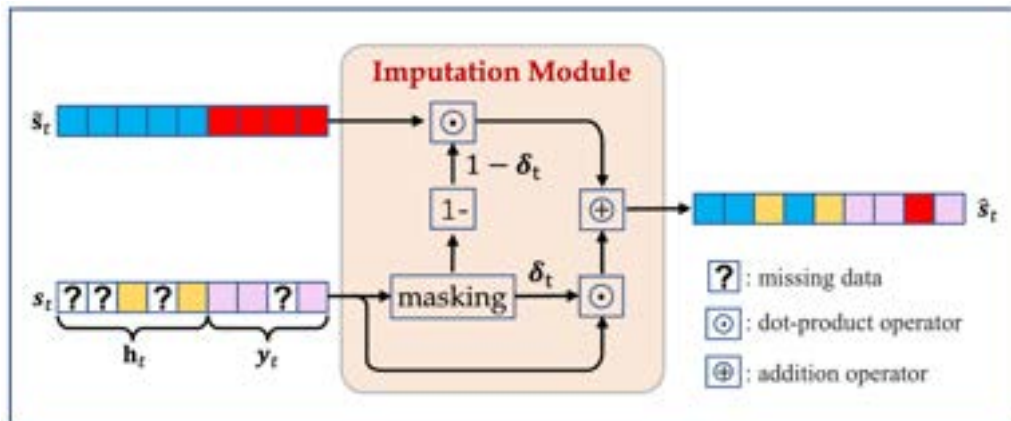 Imputation Module
s̃ₜ
⊙
1 − δₜ
1-
⊕
ŝₜ
sₜ ? ? ? ?
masking
δₜ
⊙
hₜ
yₜ
? : missing data
⊙ : dot-product operator
⊕ : addition operator